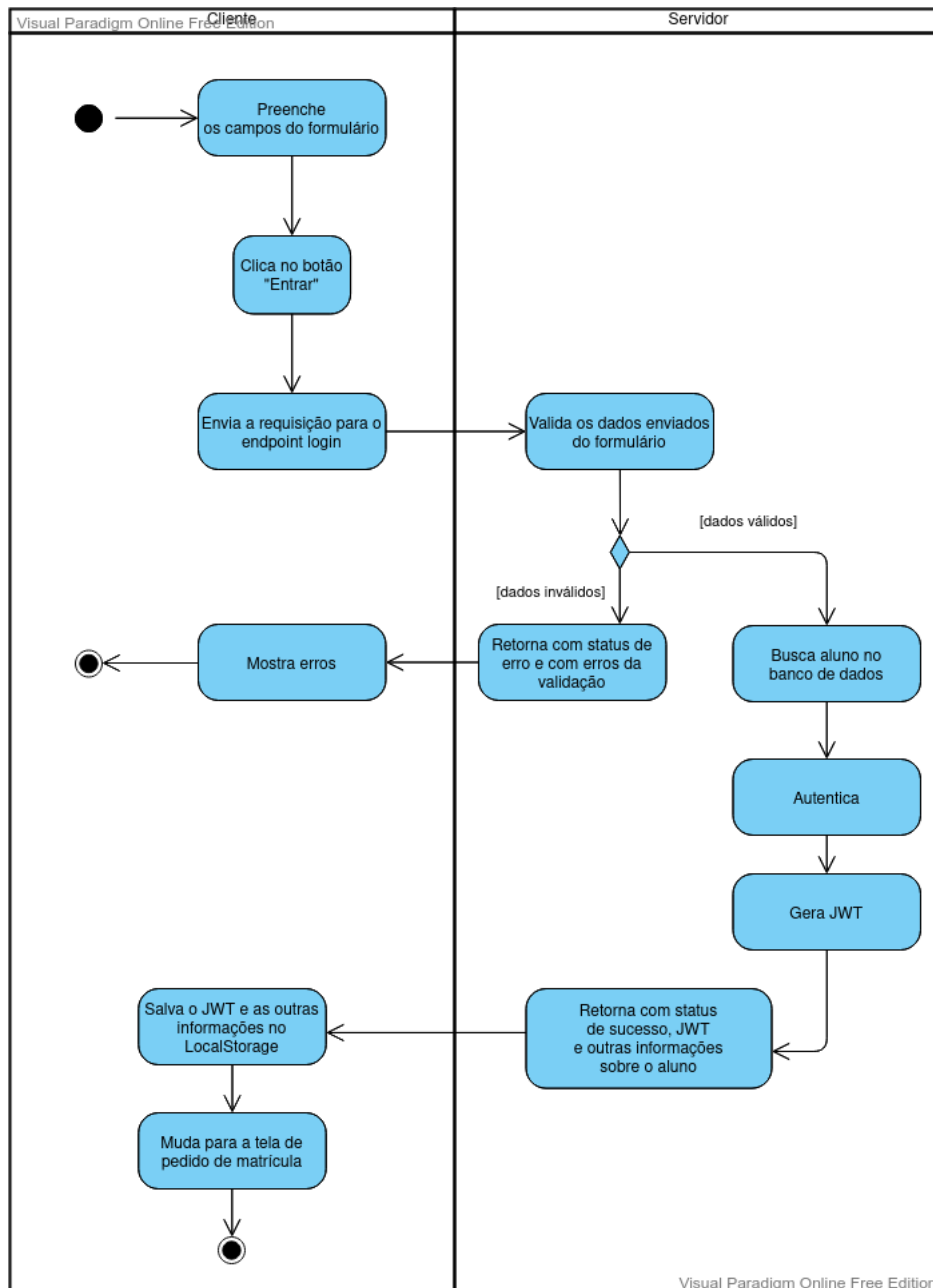 Visual Paradigm Online Free Edition
Cliente
Servidor
Preenche
os campos do formulário
Clica no botão
"Entrar"
Envia a requisição para o
endpoint login
Valida os dados enviados
do formulário
[dados válidos]
[dados inválidos]
Mostra erros
Retorna com status de
erro e com erros da
validação
Busca aluno no
banco de dados
Autentica
Gera JWT
Salva o JWT e as outras
informações no
LocalStorage
Retorna com status
de sucesso, JWT
e outras informações
sobre o aluno
Muda para a tela de
pedido de matrícula
Visual Paradigm Online Free Edition